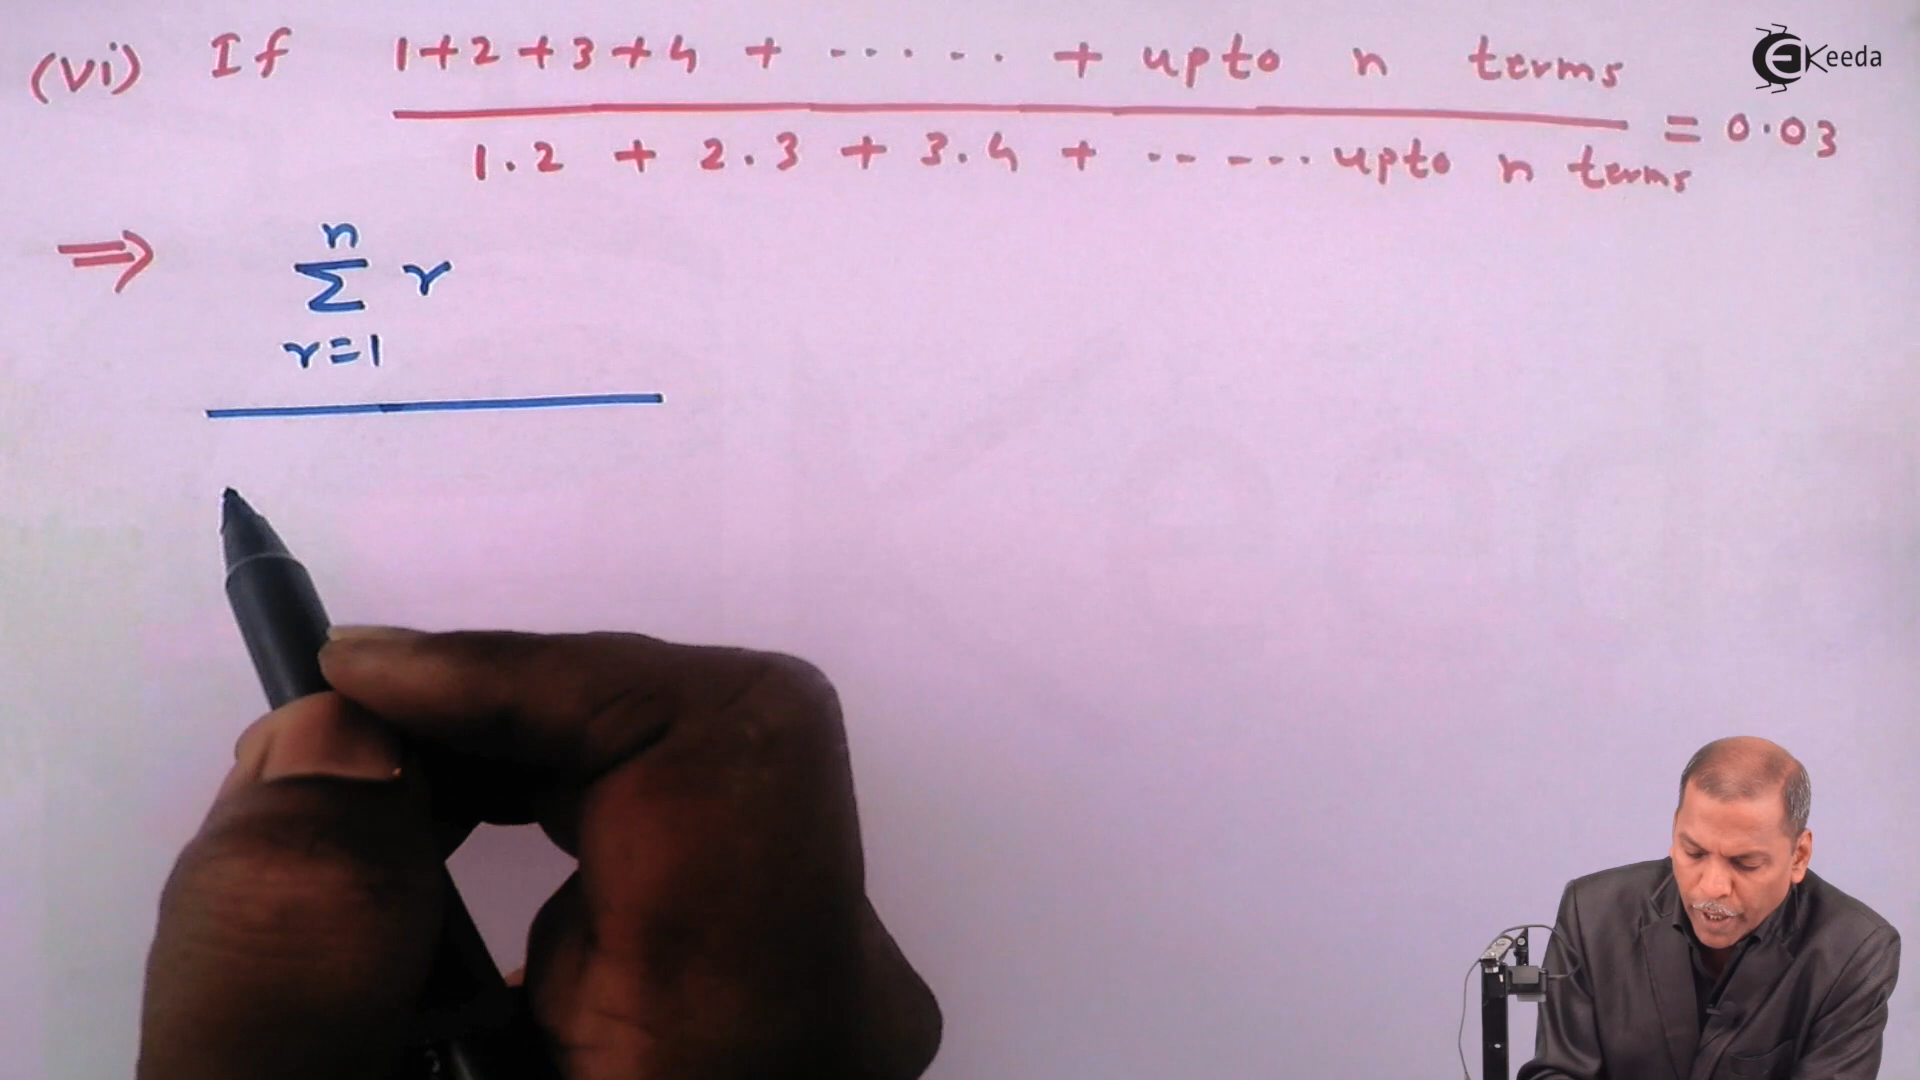 (vi) If 1+2+3+4 + ..... + upto n terms
1.2 + 2.3 + 3.4 + ...... upto n terms
= 0.03
⇒ n
Σ r
r=1
EKeeda